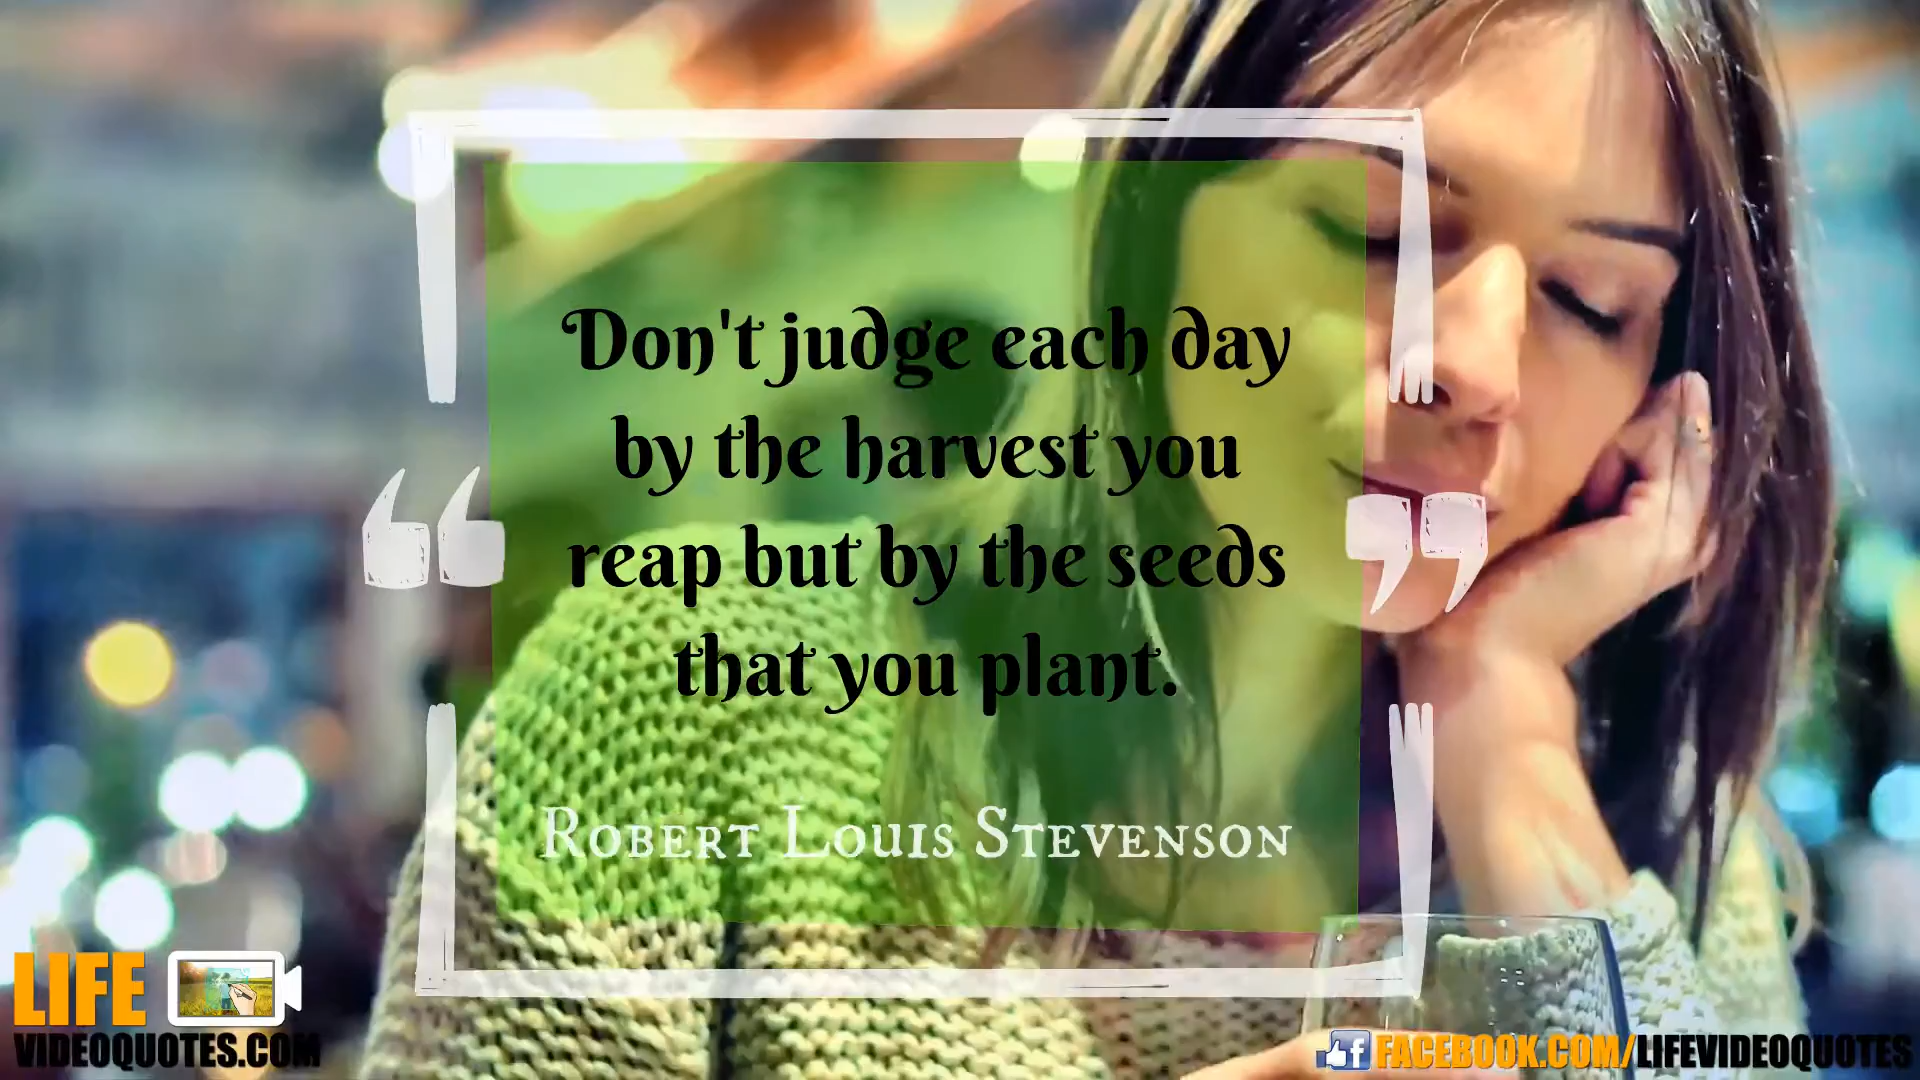 Don't judge each day
by the harvest you
reap but by the seeds
that you plant.
Robert Louis Stevenson
LIFE
VIDEOQUOTES.COM
FACEBOOK.COM/LIFEVIDEOQUOTES